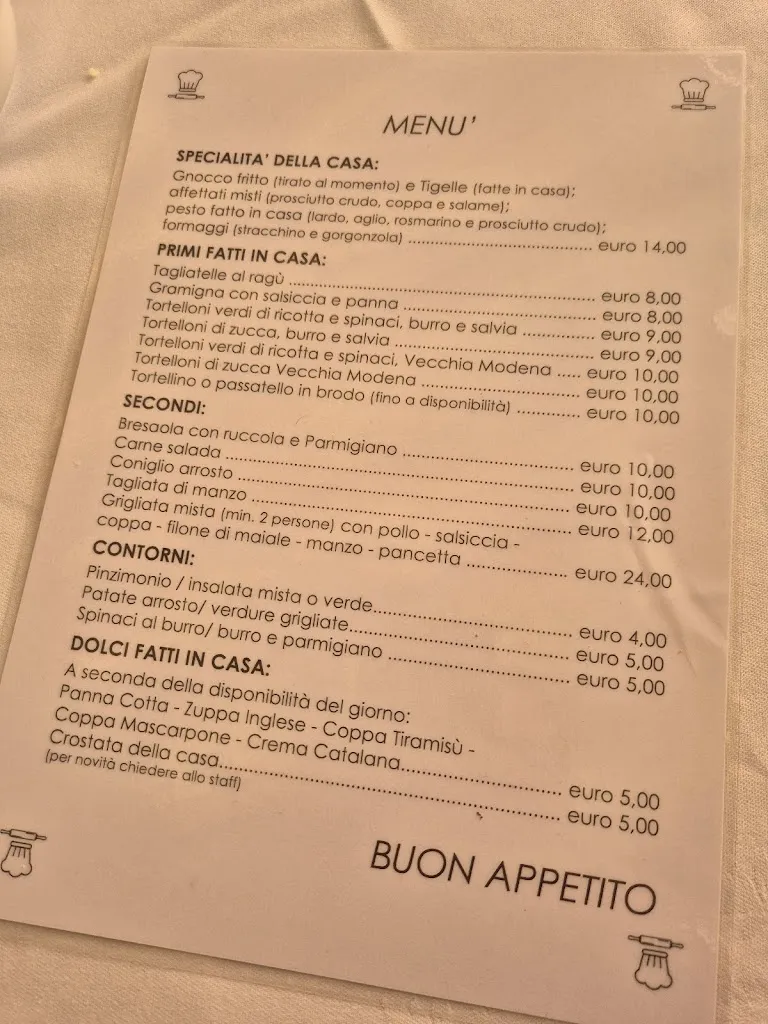 MENU'
SPECIALITA' DELLA CASA:
Gnocco fritto (tirato al momento) e Tigelle (fatte in casa);
affettati misti (prosciutto crudo, coppa e salame);
pesto fatto in casa (lardo, aglio, rosmarino e prosciutto crudo);
formaggi (stracchino e gorgonzola) ........................................ euro 14,00
PRIMI FATTI IN CASA:
Tagliatelle al ragù ................................................................ euro 8,00
Gramigna con salsiccia e panna ........................................ euro 8,00
Tortelloni verdi di ricotta e spinaci, burro e salvia ............... euro 9,00
Tortelloni di zucca, burro e salvia .......................................... euro 9,00
Tortelloni verdi di ricotta e spinaci, Vecchia Modena ..... euro 10,00
Tortelloni di zucca Vecchia Modena ................................. euro 10,00
Tortellino o passatello in brodo (fino a disponibilità) ............... euro 10,00
SECONDI:
Bresaola con ruccola e Parmigiano ................................... euro 10,00
Carne salada ...................................................................... euro 10,00
Coniglio arrosto .................................................................. euro 10,00
Tagliata di manzo ............................................................... euro 12,00
Grigliata mista (min. 2 persone) con pollo - salsiccia -
coppa - filone di maiale - manzo - pancetta .................... euro 24,00
CONTORNI:
Pinzimonio / insalata mista o verde........................................ euro 4,00
Patate arrosto/ verdure grigliate............................................ euro 5,00
Spinaci al burro/ burro e parmigiano .................................... euro 5,00
DOLCI FATTI IN CASA:
A seconda della disponibilità del giorno:
Panna Cotta - Zuppa Inglese - Coppa Tiramisù -
Coppa Mascarpone - Crema Catalana................................ euro 5,00
Crostata della casa................................................................ euro 5,00
(per novità chiedere allo staff)
BUON APPETITO